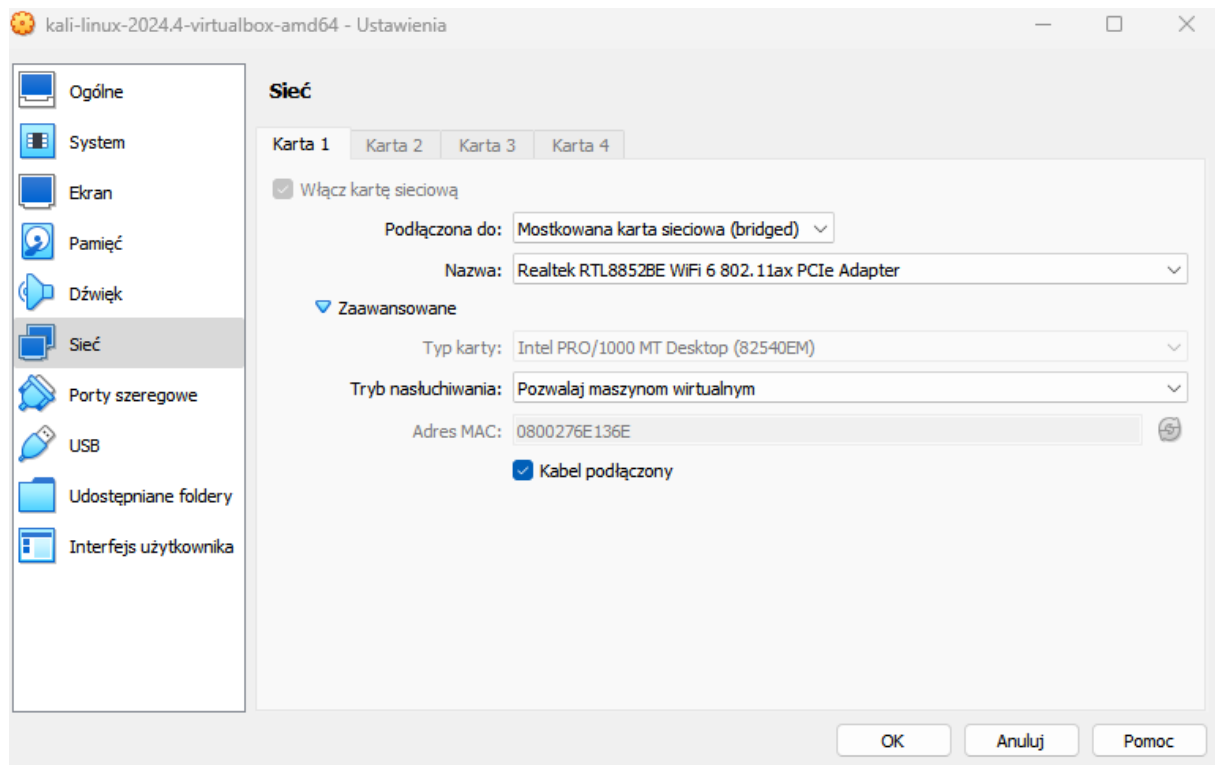 kali-linux-2024.4-virtualbox-amd64 - Ustawienia
Ogólne
System
Ekran
Pamięć
Dźwięk
Sieć
Porty szeregowe
USB
Udostępniane foldery
Interfejs użytkownika
Sieć
Karta 1 Karta 2 Karta 3 Karta 4
Włącz kartę sieciową
Podłączona do: Mostkowana karta sieciowa (bridged)
Nazwa: Realtek RTL8852BE WiFi 6 802.11ax PCIe Adapter
Zaawansowane
Typ karty: Intel PRO/1000 MT Desktop (82540EM)
Tryb nasłuchiwania: Pozwalaj maszynom wirtualnym
Adres MAC: 0800276E136E
Kabel podłączony
OK Anuluj Pomoc